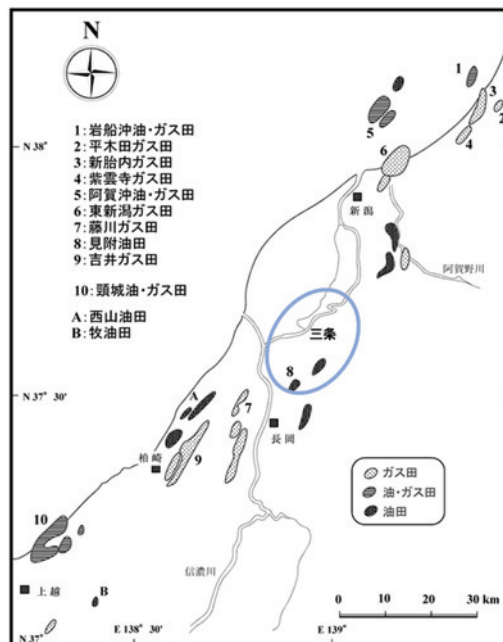 N
1:岩船沖油・ガス田
2:平木田ガス田
3:新胎内ガス田
4:紫雲寺ガス田
5:阿賀沖油・ガス田
6:東新潟ガス田
7:藤川ガス田
8:見附油田
9:吉井ガス田
10:頸城油・ガス田
A:西山油田
B:牧油田
N 38°
1
3
2
5
4
6
新潟
阿賀野川
三条
N 37° 30'
8
A
7
長岡
柏崎
9
ガス田
油・ガス田
油田
10
上越
B
信濃川
N 37°
E 138° 30'
E 139°
0 10 20 30 km